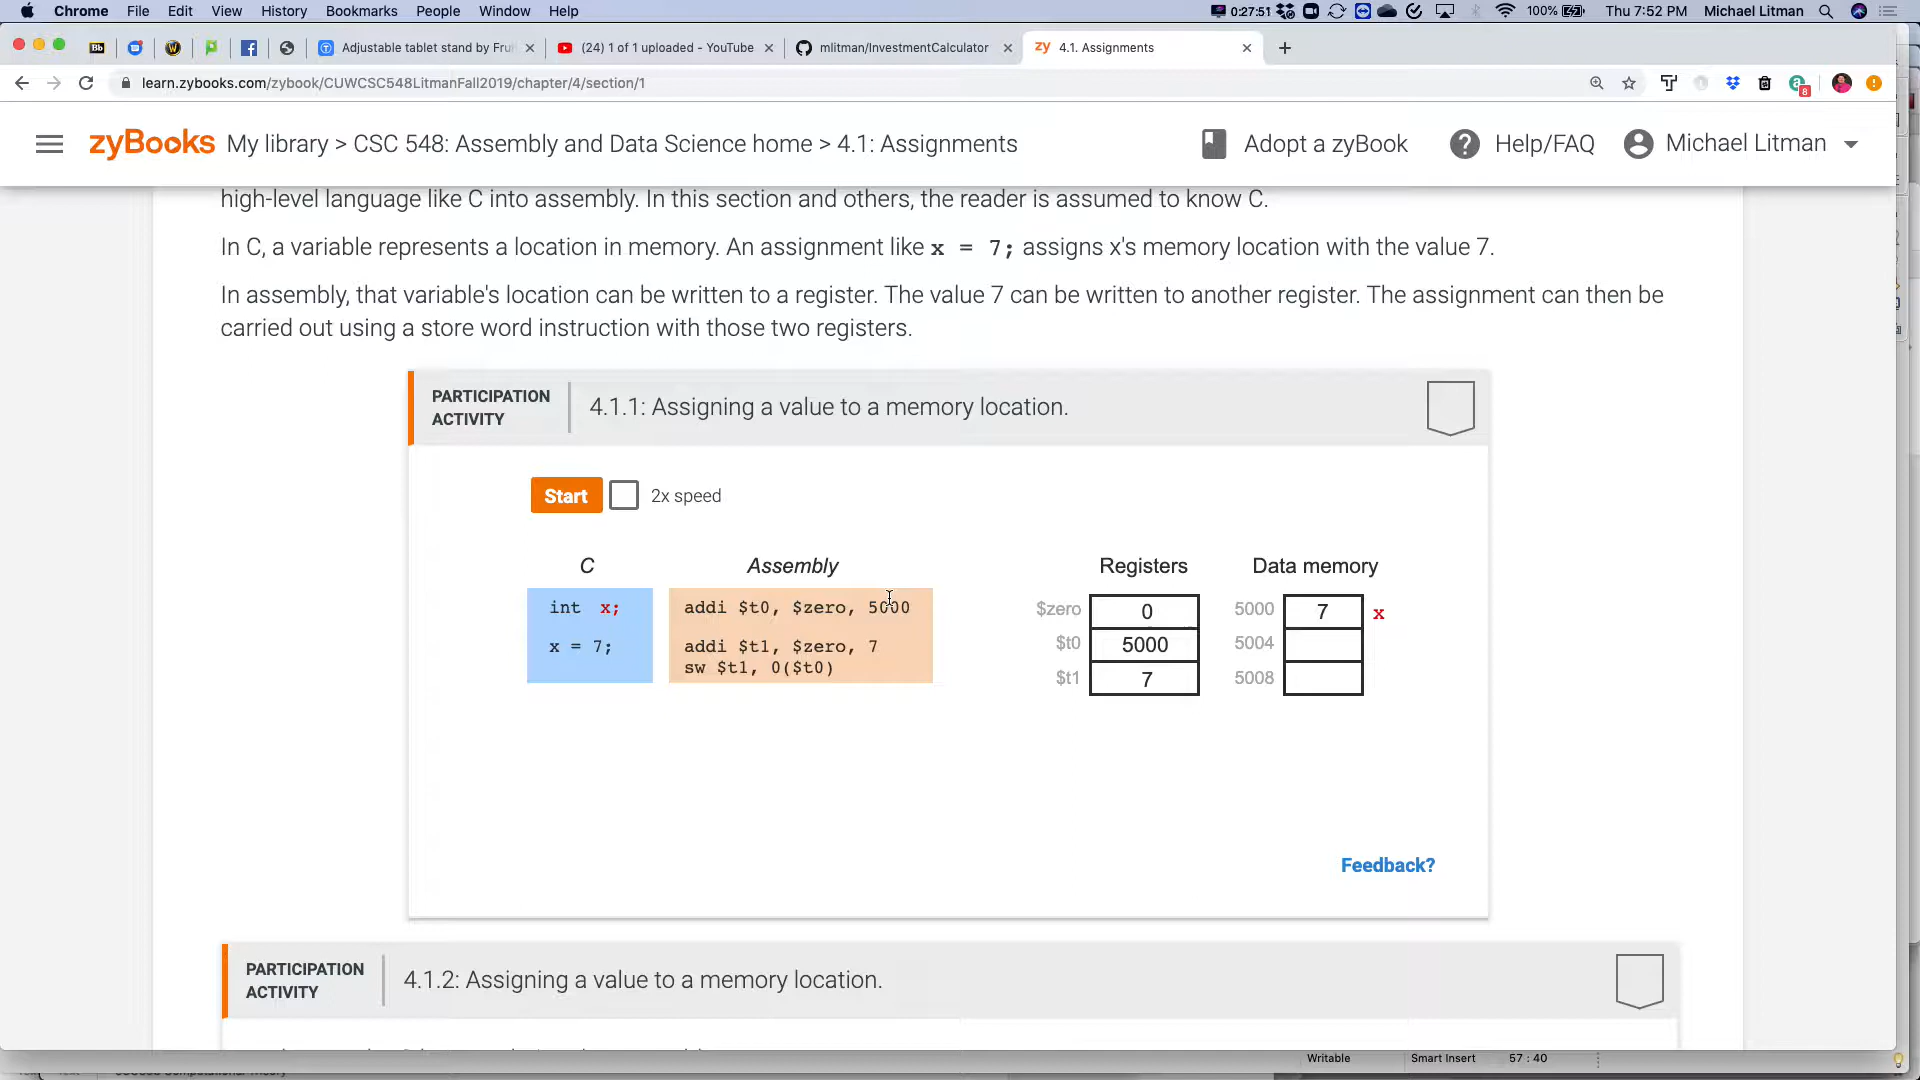 Chrome File Edit View History Bookmarks People Window Help 0:27:51 100% Thu 7:52 PM Michael Litman
Bb W Adjustable tablet stand by Fru (24) 1 of 1 uploaded - YouTube mlitman/InvestmentCalculator zy 4.1. Assignments
learn.zybooks.com/zybook/CUWCSC548LitmanFall2019/chapter/4/section/1
zyBooks My library > CSC 548: Assembly and Data Science home > 4.1: Assignments Adopt a zyBook Help/FAQ Michael Litman
high-level language like C into assembly. In this section and others, the reader is assumed to know C.
In C, a variable represents a location in memory. An assignment like x = 7; assigns x's memory location with the value 7.
In assembly, that variable's location can be written to a register. The value 7 can be written to another register. The assignment can then be
carried out using a store word instruction with those two registers.
PARTICIPATION
ACTIVITY
4.1.1: Assigning a value to a memory location.
Start 2x speed
C Assembly Registers Data memory
int x; addi $t0, $zero, 5000 $zero 0 5000 7 x
x = 7; addi $t1, $zero, 7 $t0 5000 5004
sw $t1, 0($t0) $t1 7 5008
Feedback?
PARTICIPATION
ACTIVITY
4.1.2: Assigning a value to a memory location.
Writable Smart Insert 57 : 40